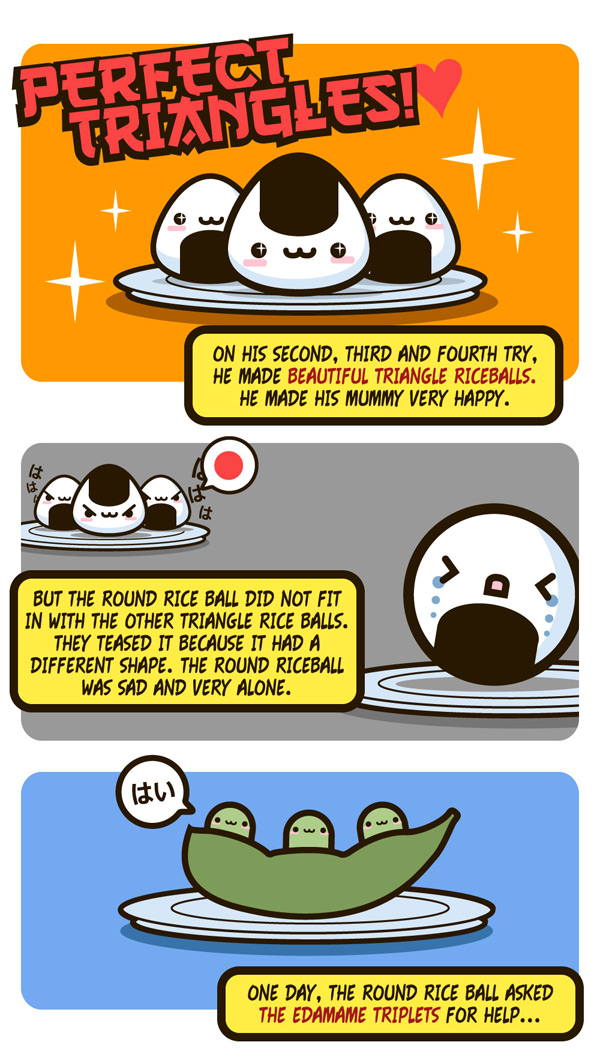 PERFECT
TRIANGLES!
ON HIS SECOND, THIRD AND FOURTH TRY,
HE MADE BEAUTIFUL TRIANGLE RICEBALLS.
HE MADE HIS MUMMY VERY HAPPY.
は
は
は
は
は
は
BUT THE ROUND RICE BALL DID NOT FIT
IN WITH THE OTHER TRIANGLE RICE BALLS.
THEY TEASED IT BECAUSE IT HAD A
DIFFERENT SHAPE. THE ROUND RICEBALL
WAS SAD AND VERY ALONE.
はい
ONE DAY, THE ROUND RICE BALL ASKED
THE EDAMAME TRIPLETS FOR HELP...